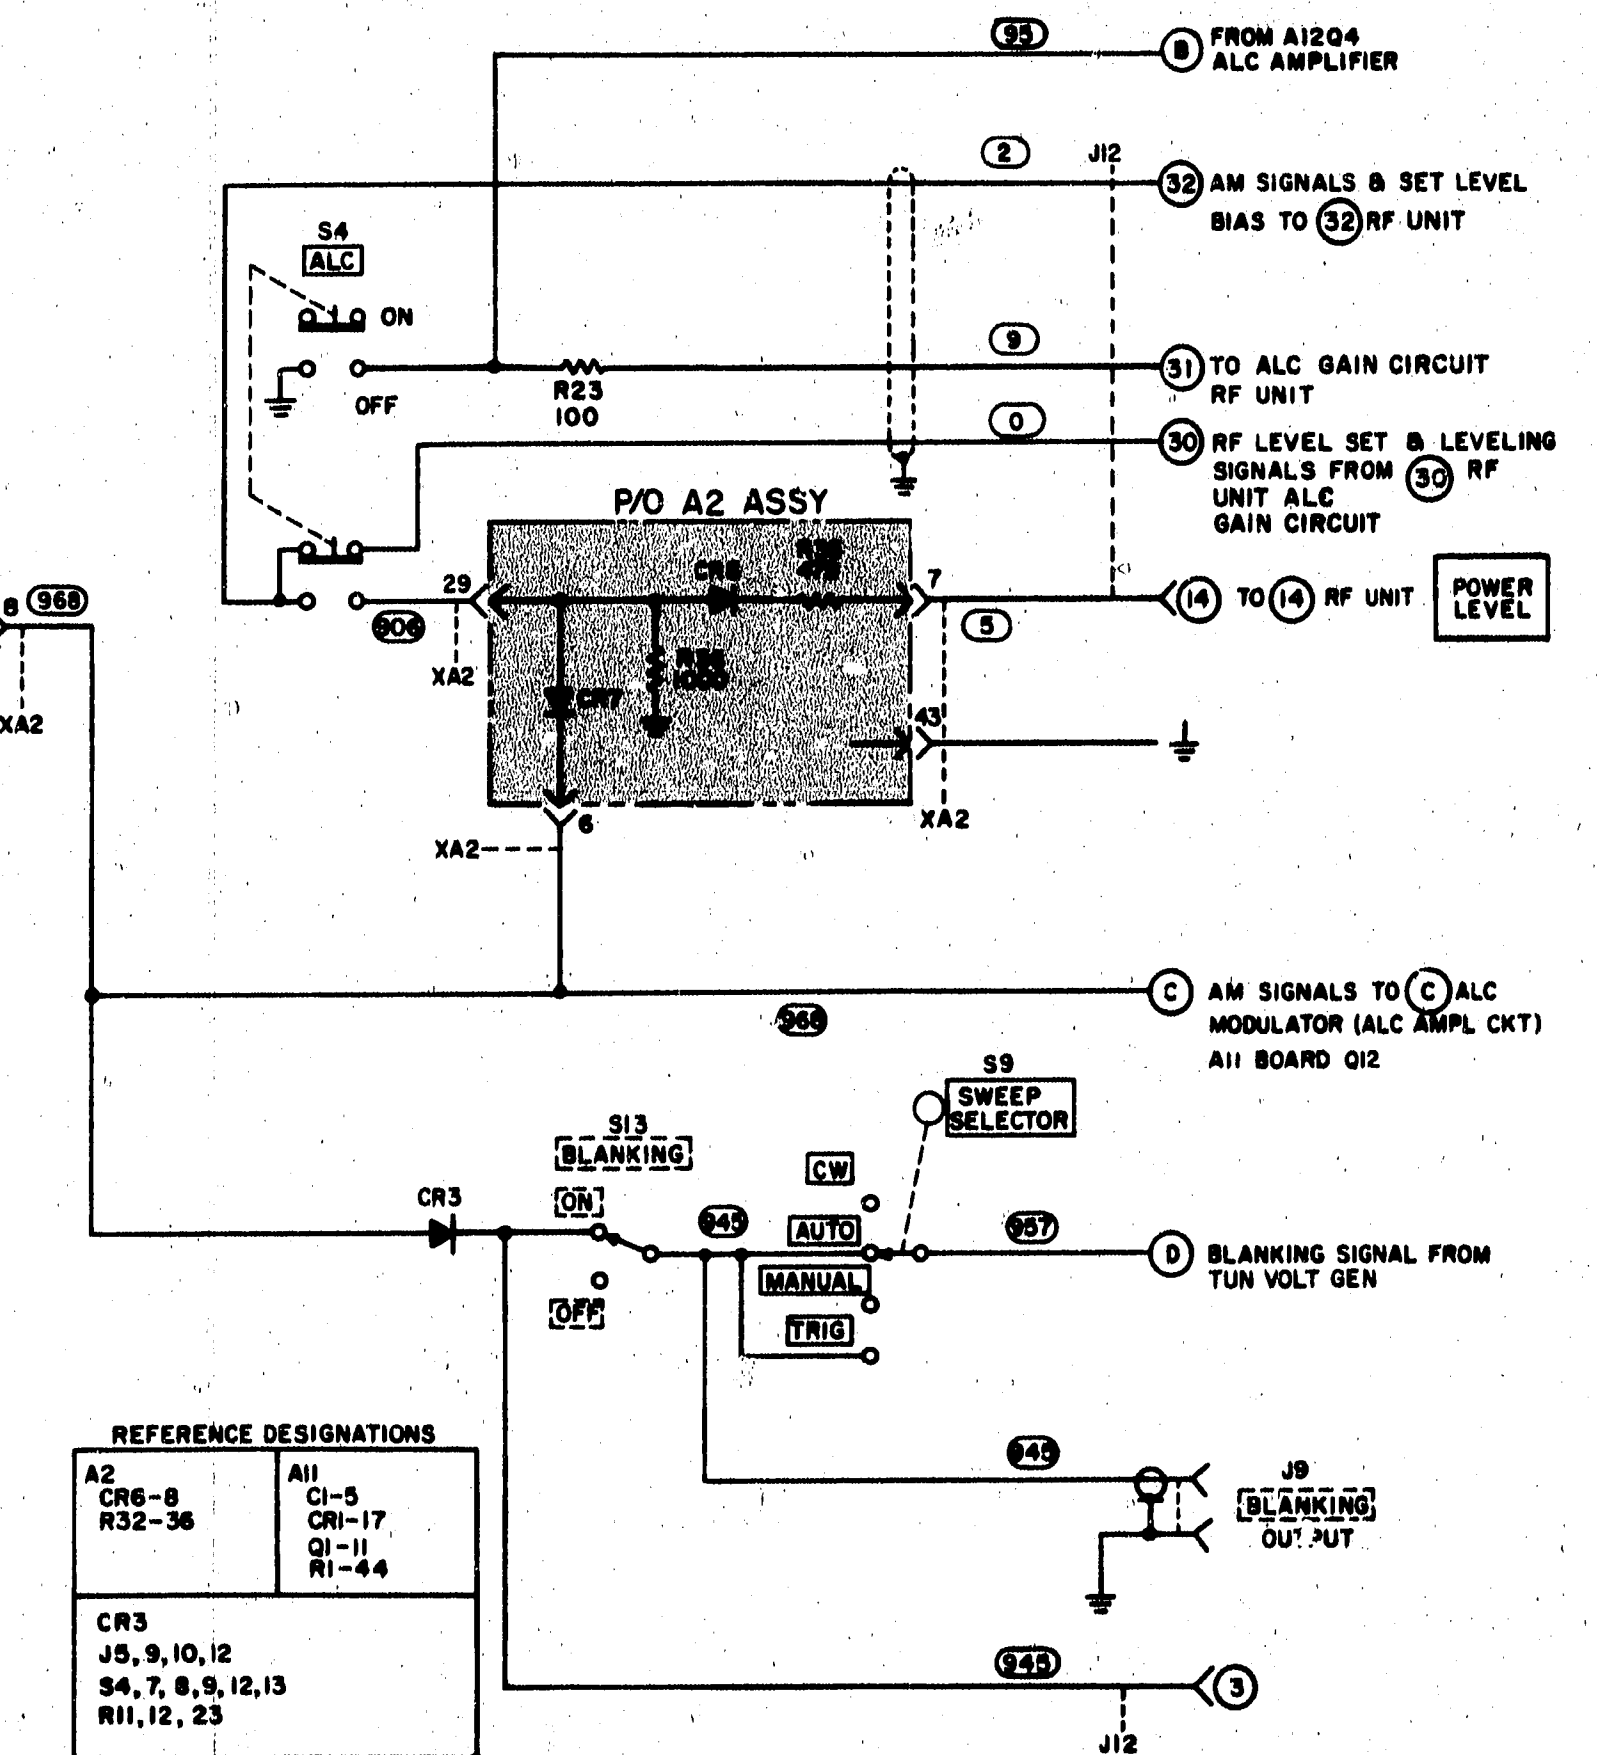 95
B FROM A12Q4
ALC AMPLIFIER
2
J12
32 AM SIGNALS & SET LEVEL
BIAS TO 32 RF UNIT
S4
ALC
ON
9
31 TO ALC GAIN CIRCUIT
RF UNIT
OFF
R23
100
0
30 RF LEVEL SET & LEVELING
SIGNALS FROM 30 RF
UNIT ALC
GAIN CIRCUIT
P/O A2 ASSY
8 968
29
906
XA2
CR7
1000
7
5
14 TO 14 RF UNIT
POWER
LEVEL
XA2
43
XA2
6
XA2
C AM SIGNALS TO C ALC
MODULATOR (ALC AMPL CKT)
A11 BOARD Q12
S9
SWEEP
SELECTOR
S13
BLANKING
CW
CR3
ON
945
AUTO
957
D BLANKING SIGNAL FROM
TUN VOLT GEN
MANUAL
OFF
TRIG
REFERENCE DESIGNATIONS
A2
CR6-8
R32-36
A11
C1-5
CR1-17
Q1-11
R1-44
CR3
J5, 9, 10, 12
S4, 7, 8, 9, 12, 13
R11, 12, 23
945
J9
BLANKING
945
3
J12